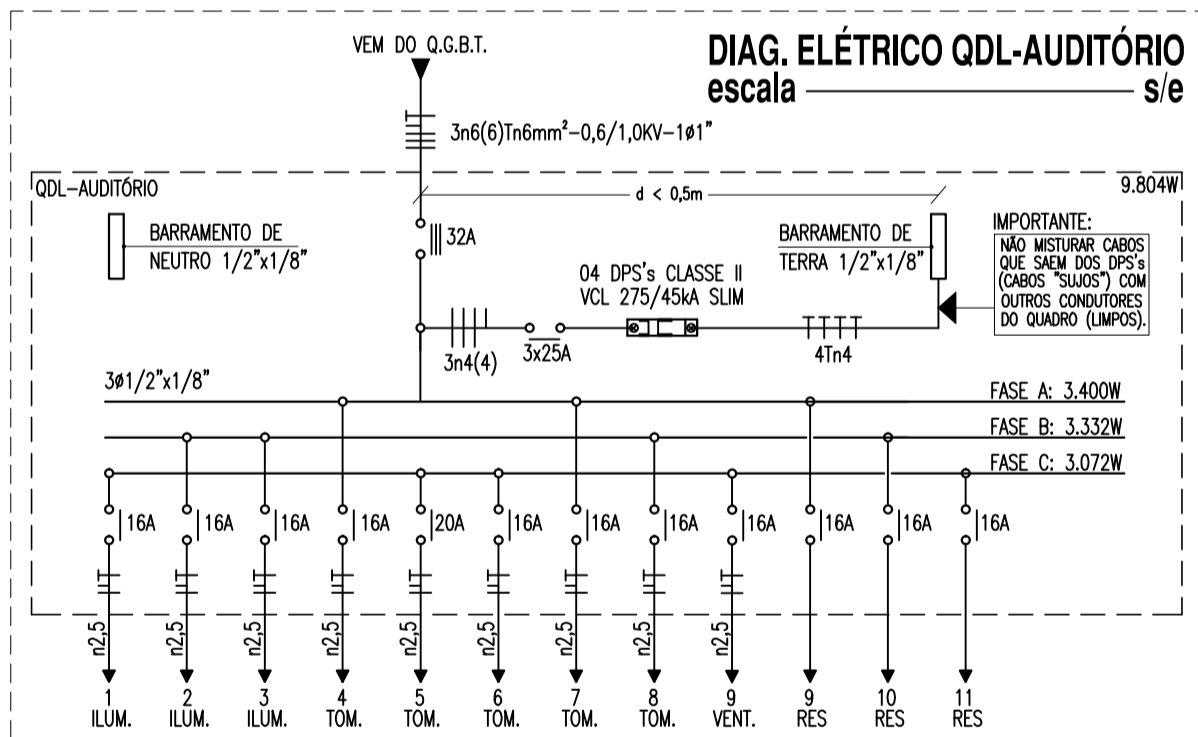 VEM DO Q.G.B.T.
DIAG. ELÉTRICO QDL-AUDITÓRIO
escala s/e
3n6(6)Tn6mm²-0,6/1,0KV-1ø1"
QDL-AUDITÓRIO
9.804W
d < 0,5m
BARRAMENTO DE
NEUTRO 1/2"x1/8"
32A
BARRAMENTO DE
TERRA 1/2"x1/8"
IMPORTANTE:
NÃO MISTURAR CABOS
QUE SAEM DOS DPS's
(CABOS "SUJOS") COM
OUTROS CONDUTORES
DO QUADRO (LIMPOS).
04 DPS's CLASSE II
VCL 275/45kA SLIM
3n4(4)
3x25A
4Tn4
3ø1/2"x1/8"
FASE A: 3.400W
FASE B: 3.332W
FASE C: 3.072W
16A 16A 16A 16A 20A 16A 16A 16A 16A 16A 16A 16A
n2,5 n2,5 n2,5 n2,5 n2,5 n2,5 n2,5 n2,5 n2,5
1 2 3 4 5 6 7 8 9 9 10 11
ILUM. ILUM. ILUM. TOM. TOM. TOM. TOM. TOM. VENT. RES RES RES